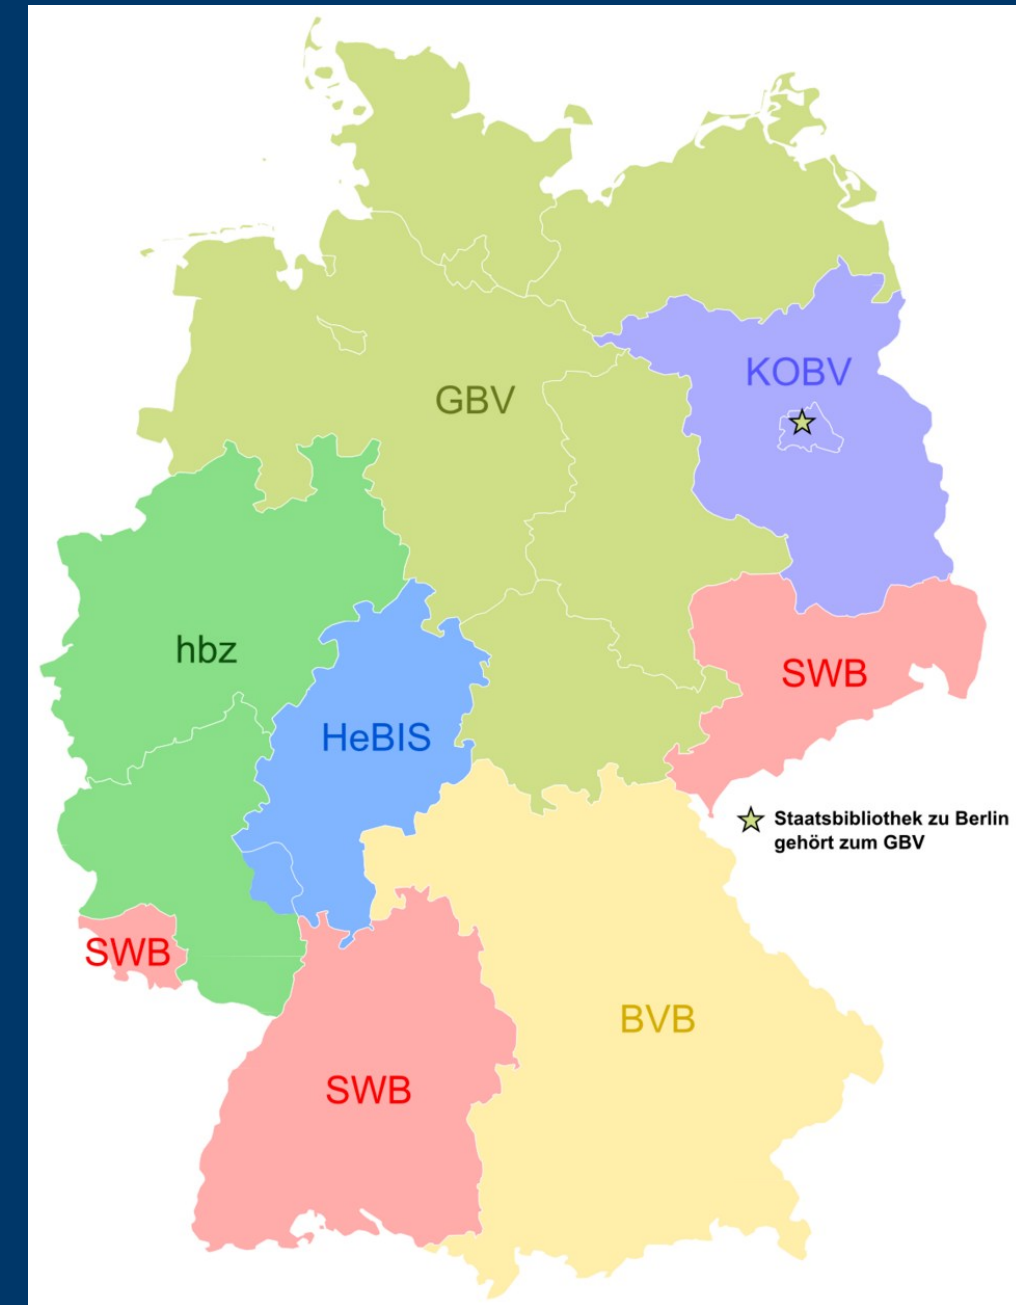 KOBV
GBV
hbz
SWB
HeBIS
Staatsbibliothek zu Berlin
gehört zum GBV
SWB
BVB
SWB